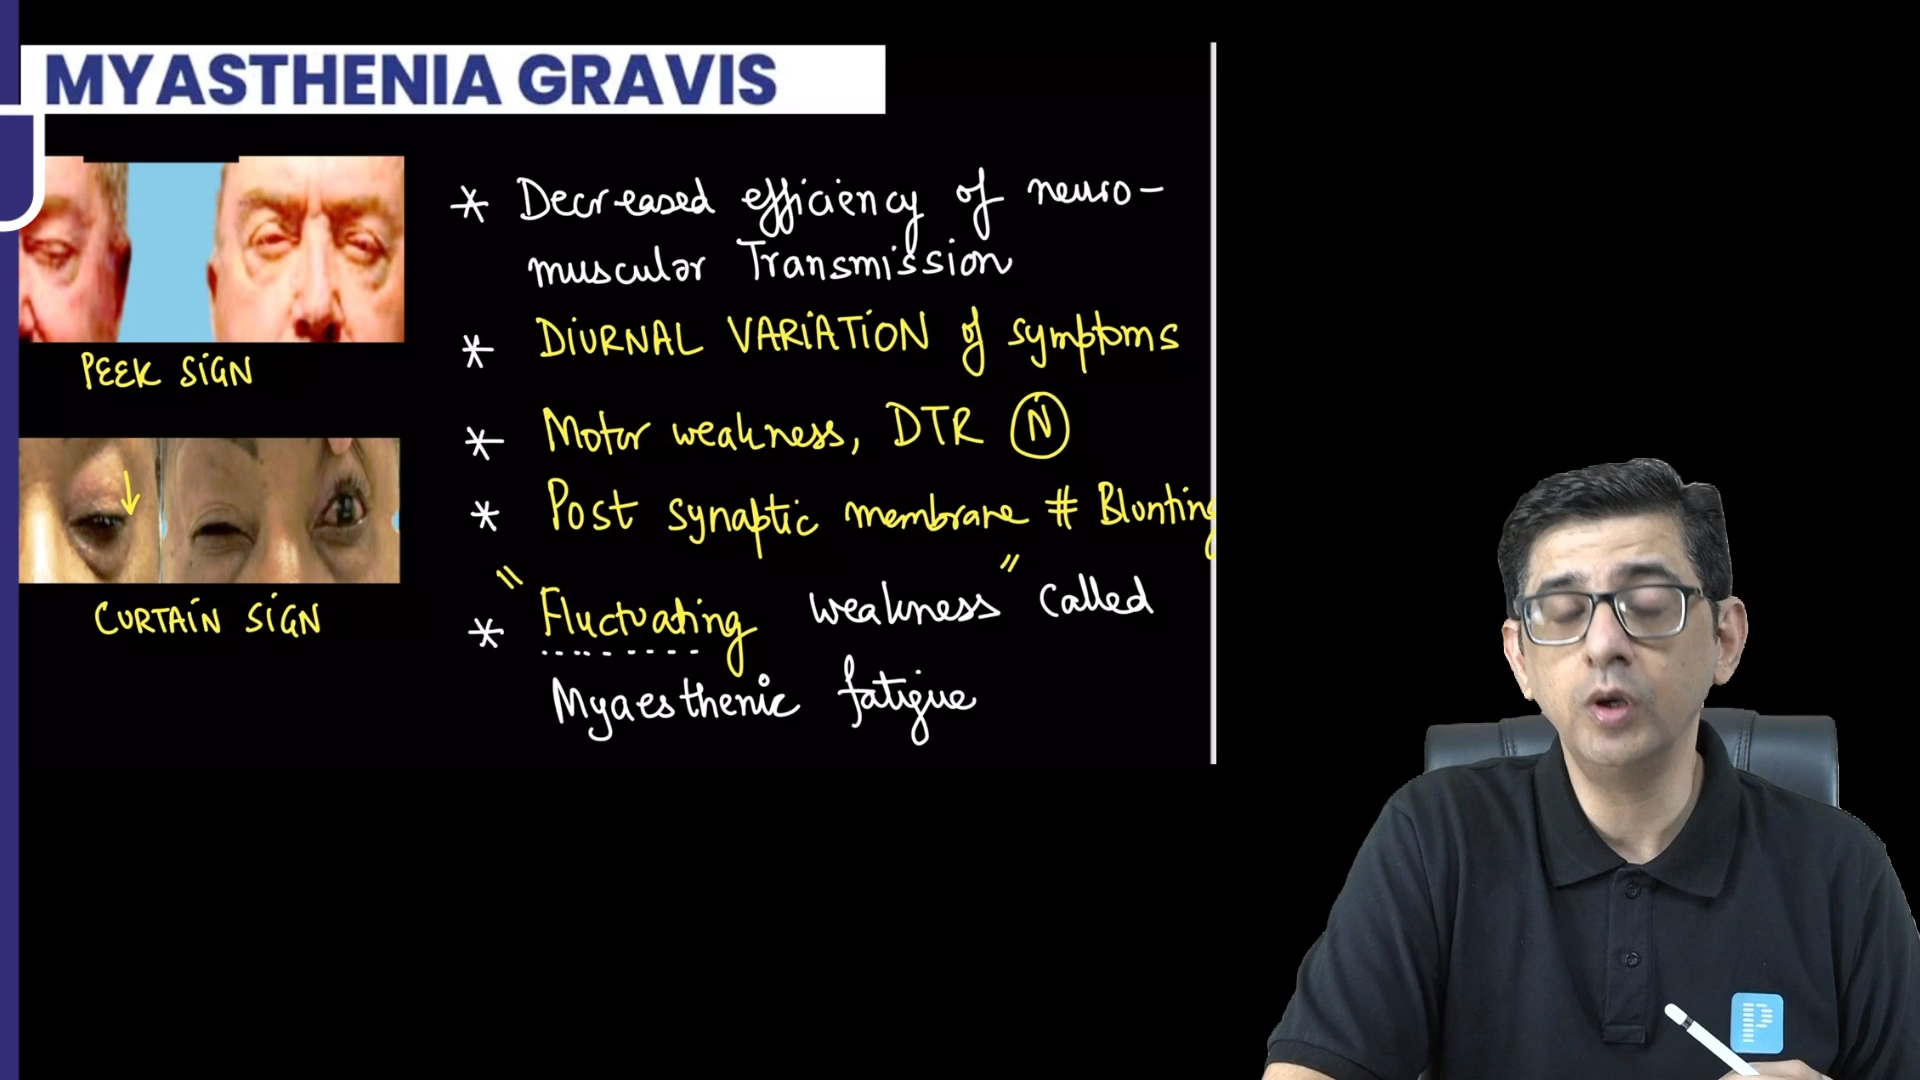 MYASTHENIA GRAVIS
* Decreased efficiency of neuro-
muscular Transmission
* DIURNAL VARIATION of symptoms
* Motor weakness, DTR N
* Post synaptic membrane # Blunting
* "Fluctuating weakness" called
Myaesthenic fatigue
PEEK SIGN
CURTAIN SIGN
P